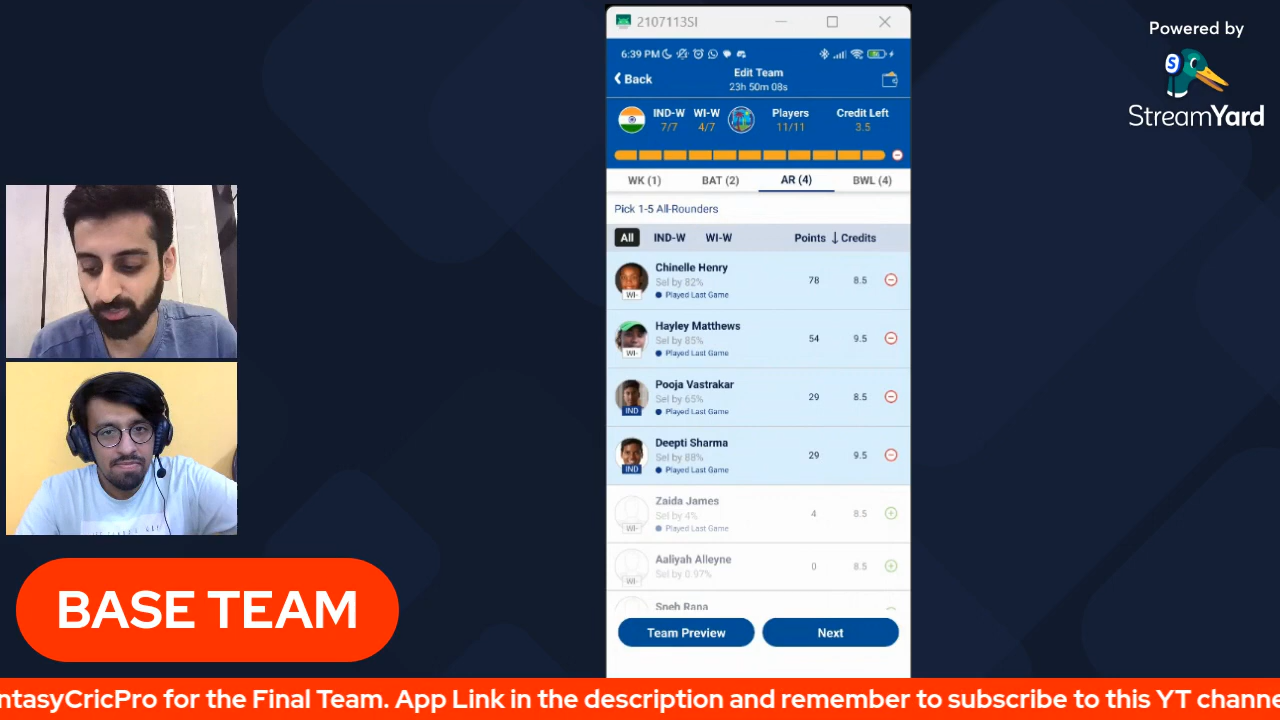 2107113SI
Powered by
StreamYard
6:39 PM
Back
Edit Team
23h 50m 08s
IND-W WI-W Players Credit Left
7/7 4/7 11/11 3.5
WK (1) BAT (2) AR (4) BWL (4)
Pick 1-5 All-Rounders
All IND-W WI-W Points ↓ Credits
Chinelle Henry
Sel by 82% 78 8.5
WI- Played Last Game
Hayley Matthews
Sel by 85% 54 9.5
WI- Played Last Game
Pooja Vastrakar
Sel by 65% 29 8.5
IND Played Last Game
Deepti Sharma
Sel by 88% 29 9.5
IND Played Last Game
Zaida James
Sel by 4% 4 8.5
WI- Played Last Game
Aaliyah Alleyne
Sel by 0.97% 0 8.5
WI-
Sneh Rana
Team Preview Next
BASE TEAM
ntasyCricPro for the Final Team. App Link in the description and remember to subscribe to this YT channe